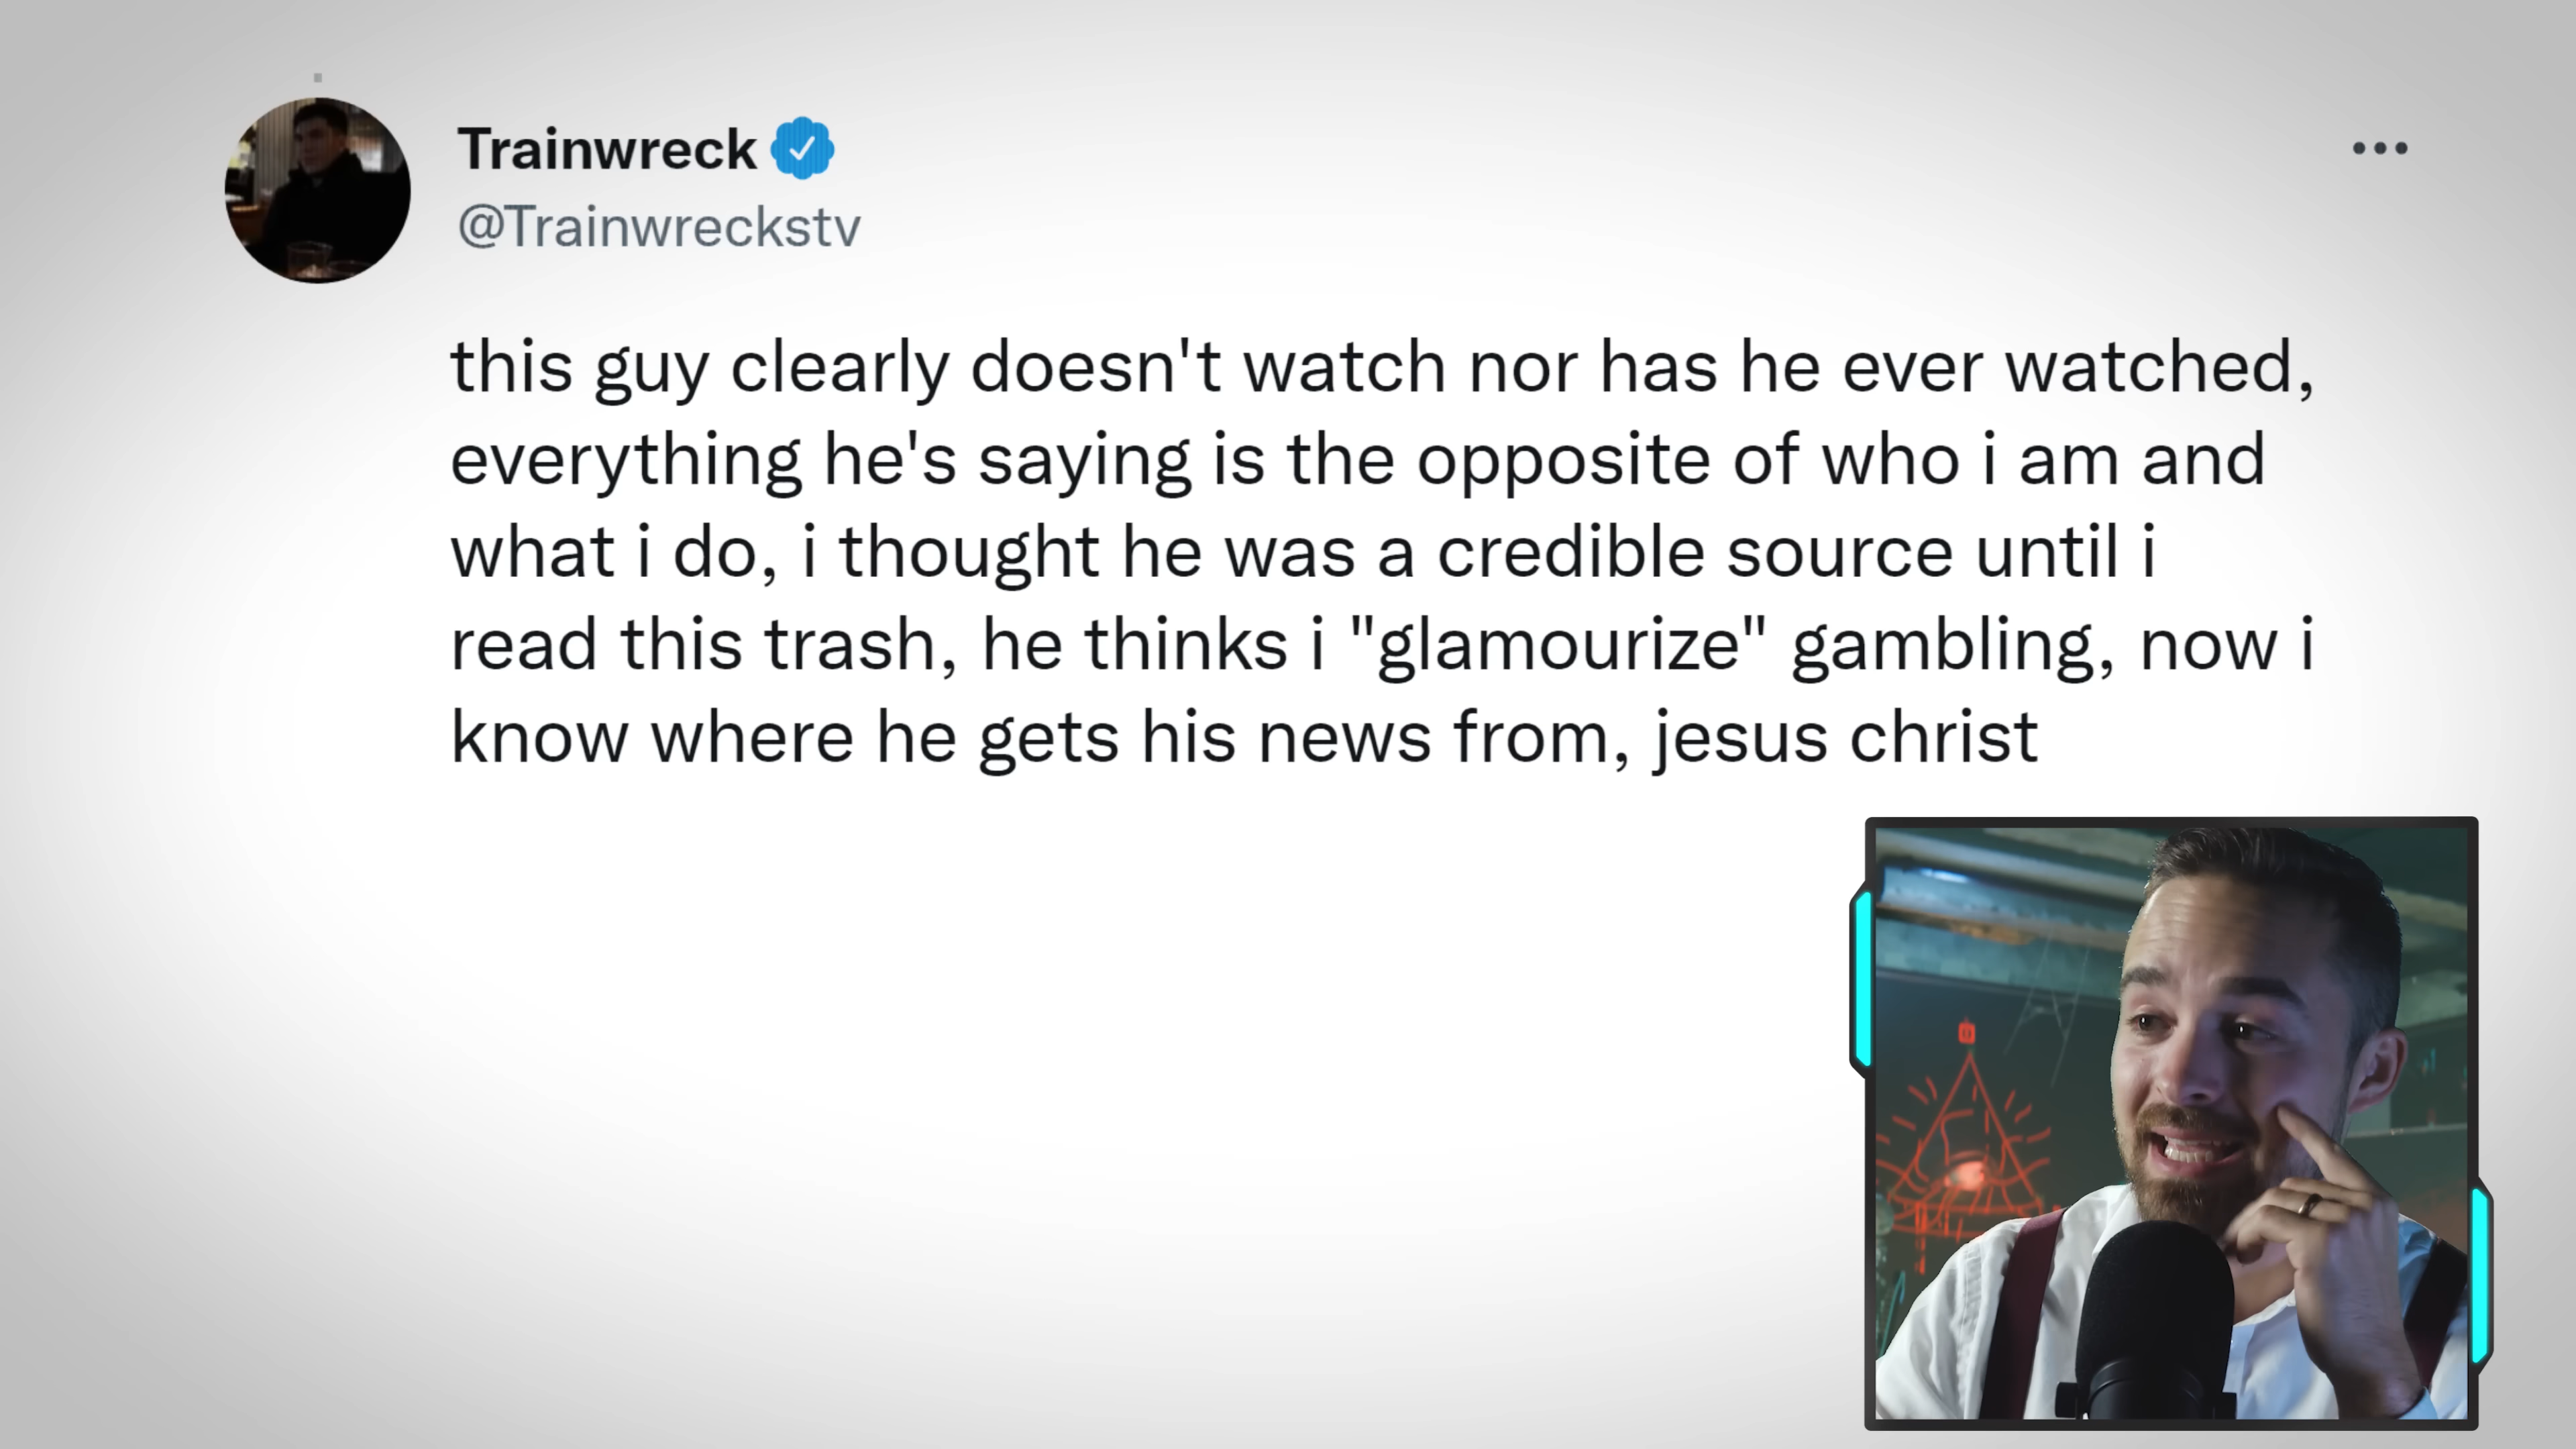 Trainwreck
@Trainwreckstv
this guy clearly doesn't watch nor has he ever watched,
everything he's saying is the opposite of who i am and
what i do, i thought he was a credible source until i
read this trash, he thinks i "glamourize" gambling, now i
know where he gets his news from, jesus christ